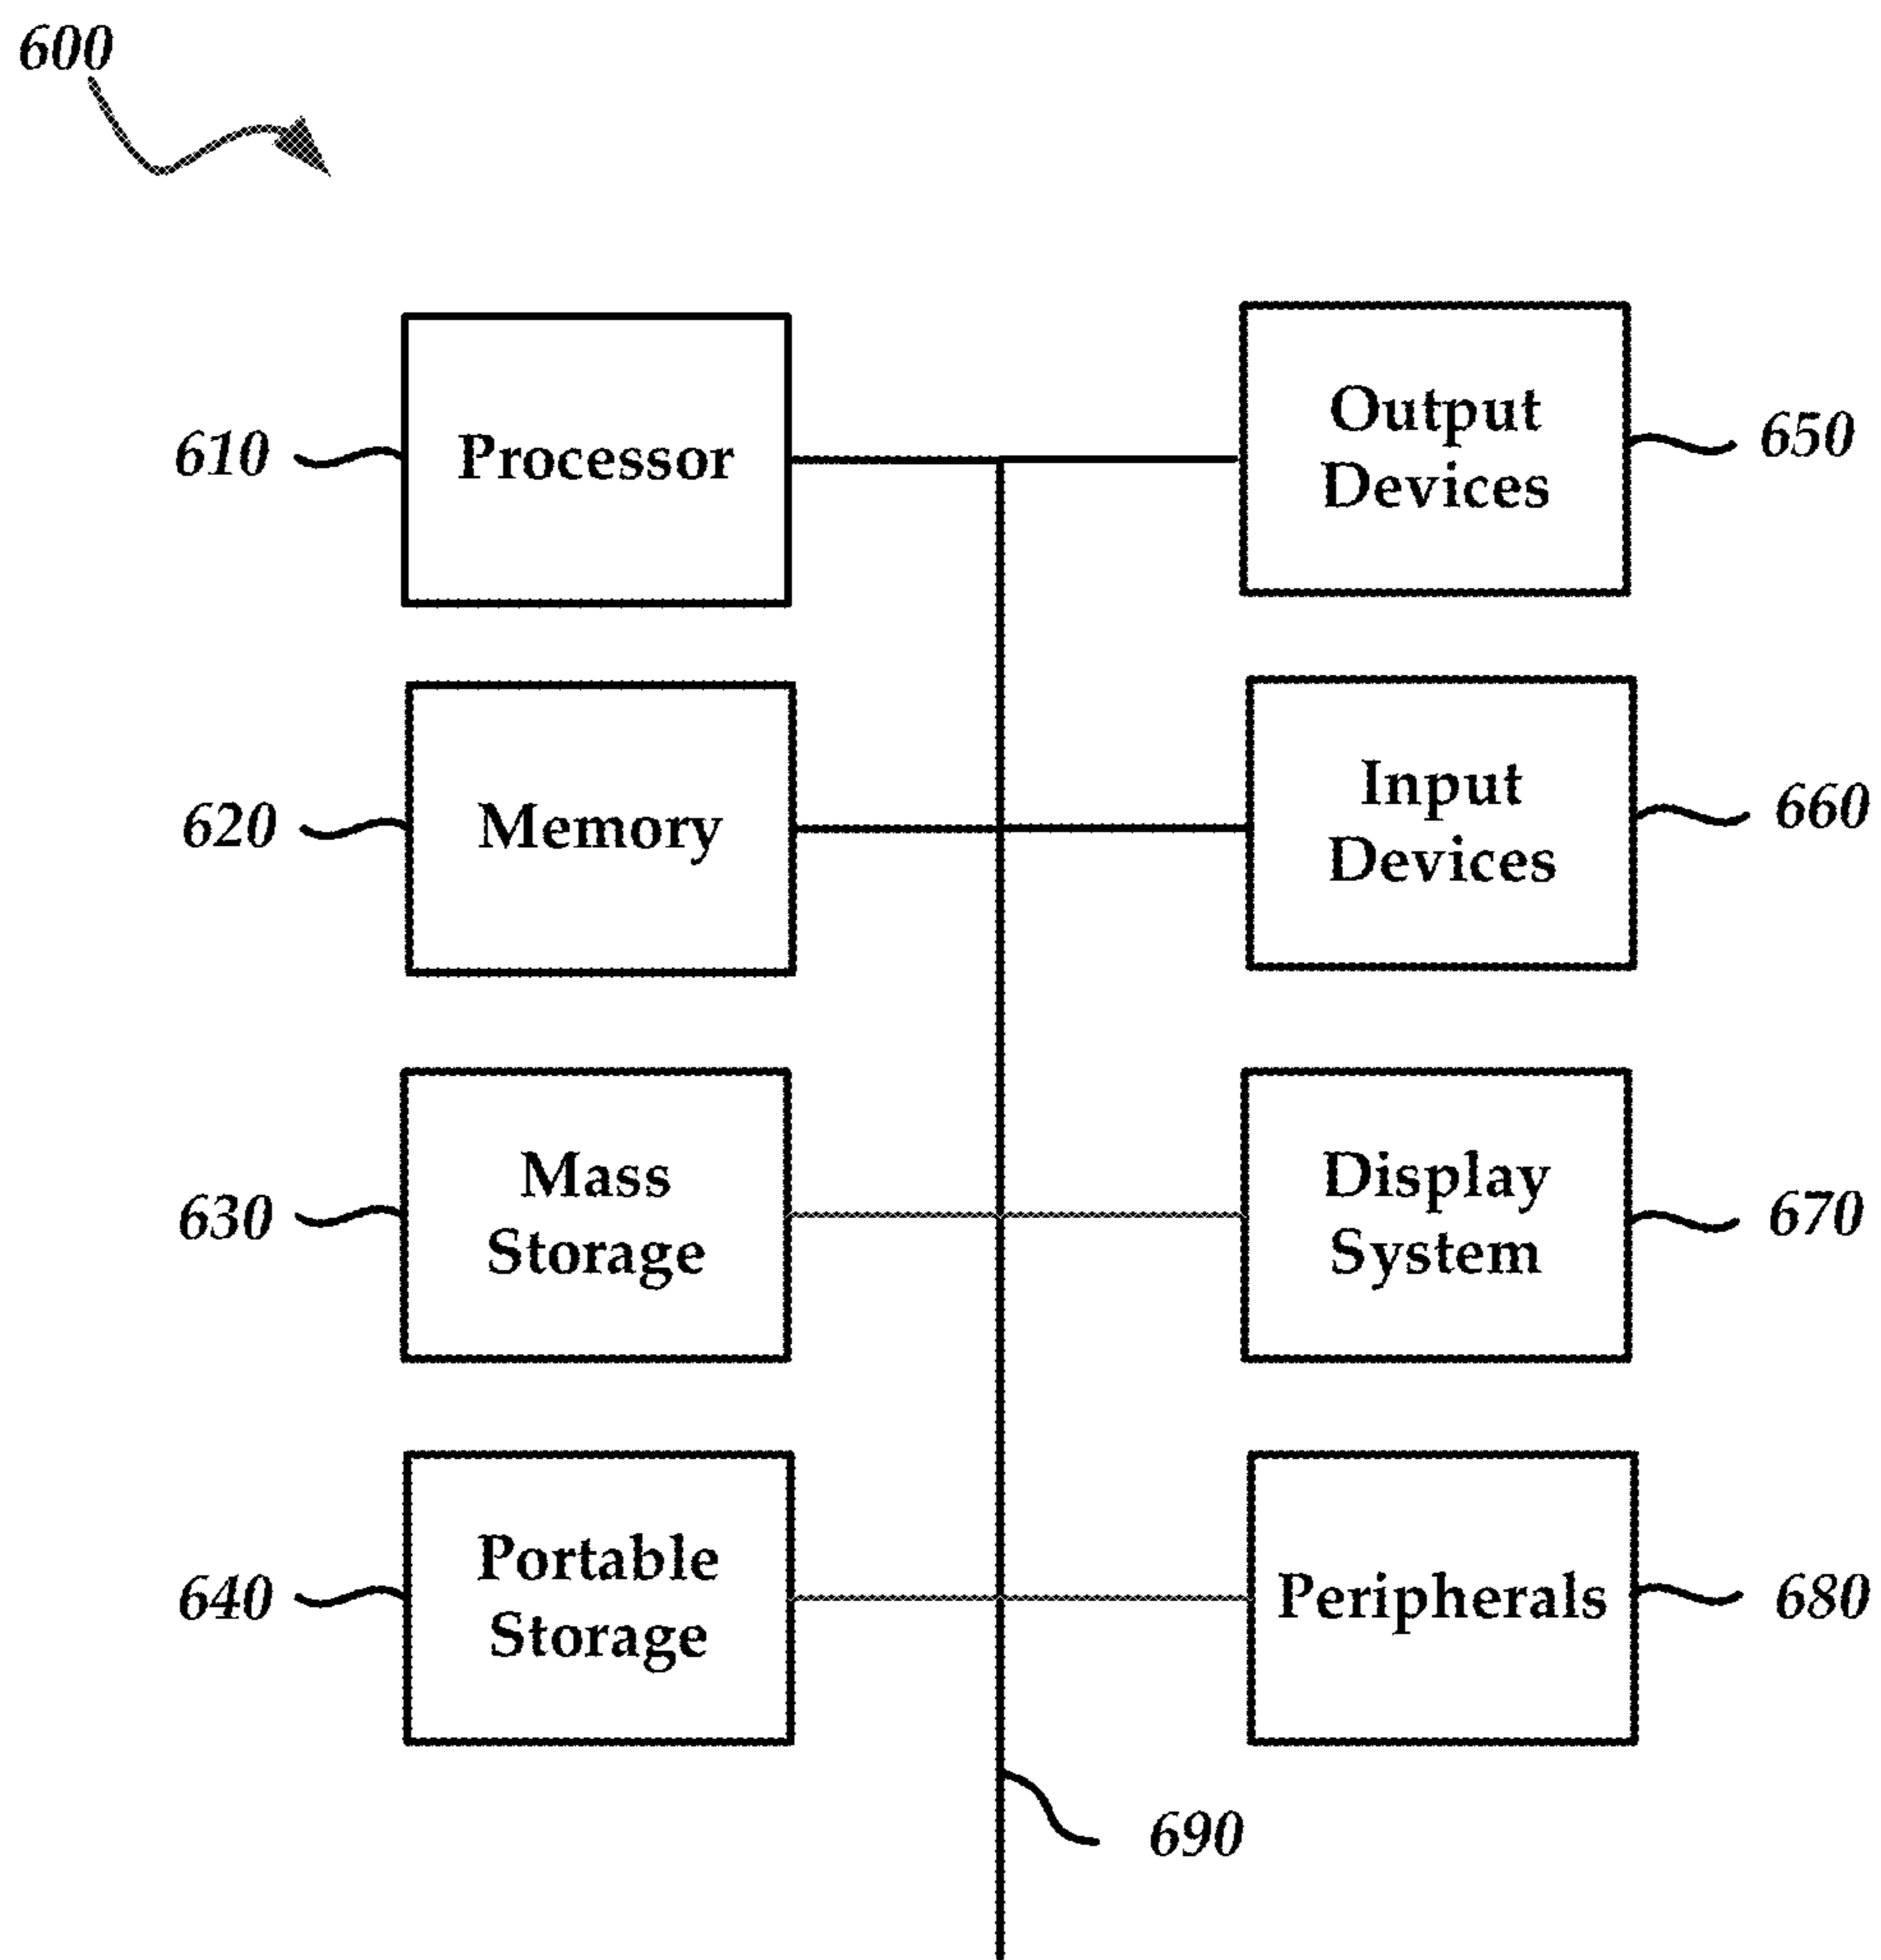 600
610
Processor
Output
Devices
650
620
Memory
Input
Devices
660
630
Mass
Storage
Display
System
670
640
Portable
Storage
Peripherals
680
690